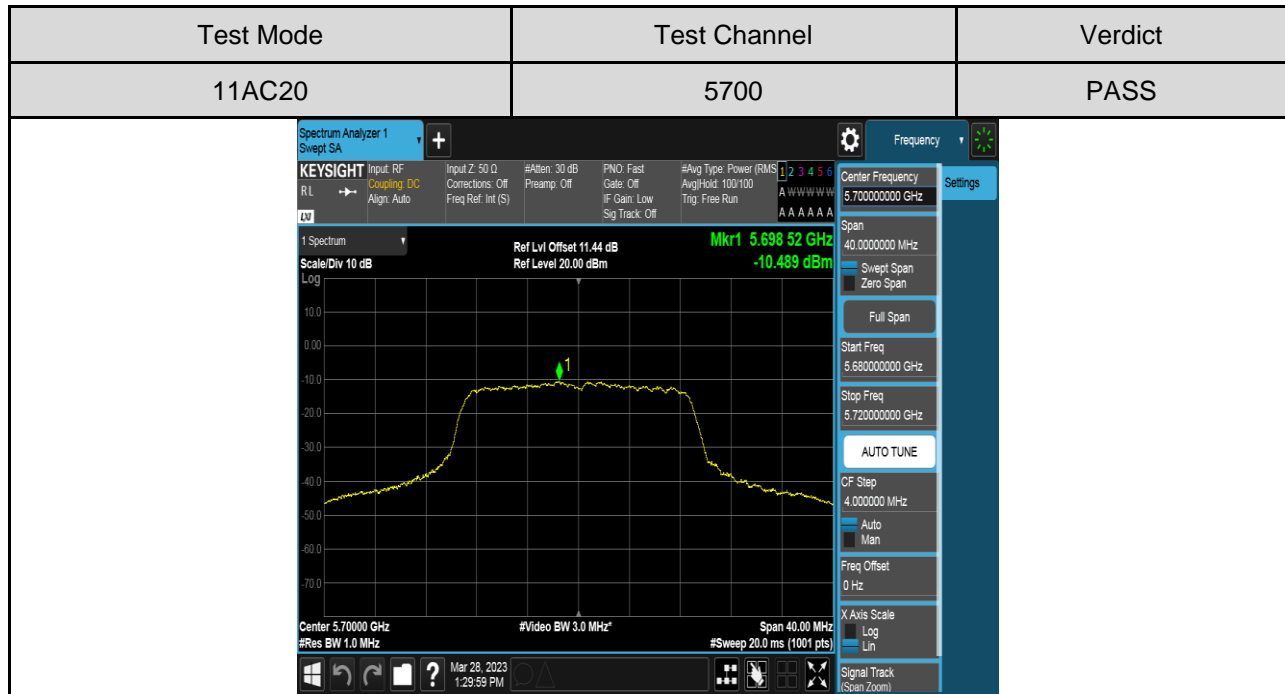 Test Mode Test Channel Verdict
11AC20 5700 PASS
Spectrum Analyzer 1
Swept SA
+
Frequency
KEYSIGHT Input: RF Input Z: 50 Ω #Atten: 30 dB PNO: Fast #Avg Type: Power (RMS 1 2 3 4 5 6
RL Coupling: DC Corrections: Off Preamp: Off Gate: Off Avg|Hold: 100/100 A W W W W W
Align: Auto Freq Ref: Int (S) IF Gain: Low Trig: Free Run
LXI Sig Track: Off A A A A A A
Center Frequency
5.700000000 GHz
Settings
1 Spectrum Ref Lvl Offset 11.44 dB Mkr1 5.698 52 GHz
Scale/Div 10 dB Ref Level 20.00 dBm -10.489 dBm
Log
10.0
0.00
-10.0
-20.0
-30.0
-40.0
-50.0
-60.0
-70.0
1
Center 5.70000 GHz #Video BW 3.0 MHz* Span 40.00 MHz
#Res BW 1.0 MHz #Sweep 20.0 ms (1001 pts)
Span
40.0000000 MHz
Swept Span
Zero Span
Full Span
Start Freq
5.680000000 GHz
Stop Freq
5.720000000 GHz
AUTO TUNE
CF Step
4.000000 MHz
Auto
Man
Freq Offset
0 Hz
X Axis Scale
Log
Lin
Signal Track
(Span Zoom)
? Mar 28, 2023
1:29:59 PM